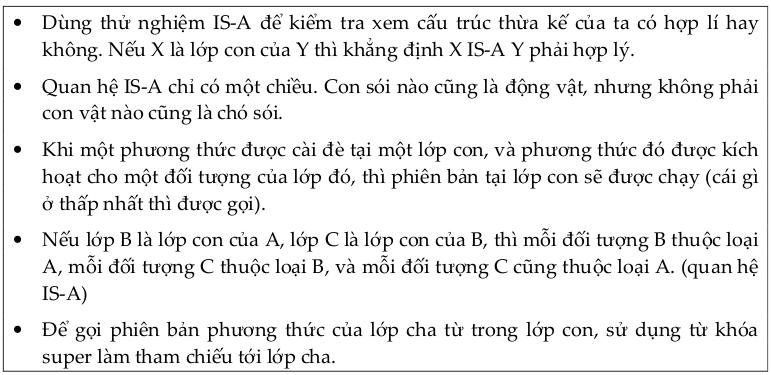 • Dùng thử nghiệm IS-A để kiểm tra xem cấu trúc thừa kế của ta có hợp lí hay
không. Nếu X là lớp con của Y thì khẳng định X IS-A Y phải hợp lý.
• Quan hệ IS-A chỉ có một chiều. Con sói nào cũng là động vật, nhưng không phải
con vật nào cũng là chó sói.
• Khi một phương thức được cài đè tại một lớp con, và phương thức đó được kích
hoạt cho một đối tượng của lớp đó, thì phiên bản tại lớp con sẽ được chạy (cái gì
ở thấp nhất thì được gọi).
• Nếu lớp B là lớp con của A, lớp C là lớp con của B, thì mỗi đối tượng B thuộc loại
A, mỗi đối tượng C thuộc loại B, và mỗi đối tượng C cũng thuộc loại A. (quan hệ
IS-A)
• Để gọi phiên bản phương thức của lớp cha từ trong lớp con, sử dụng từ khóa
super làm tham chiếu tới lớp cha.